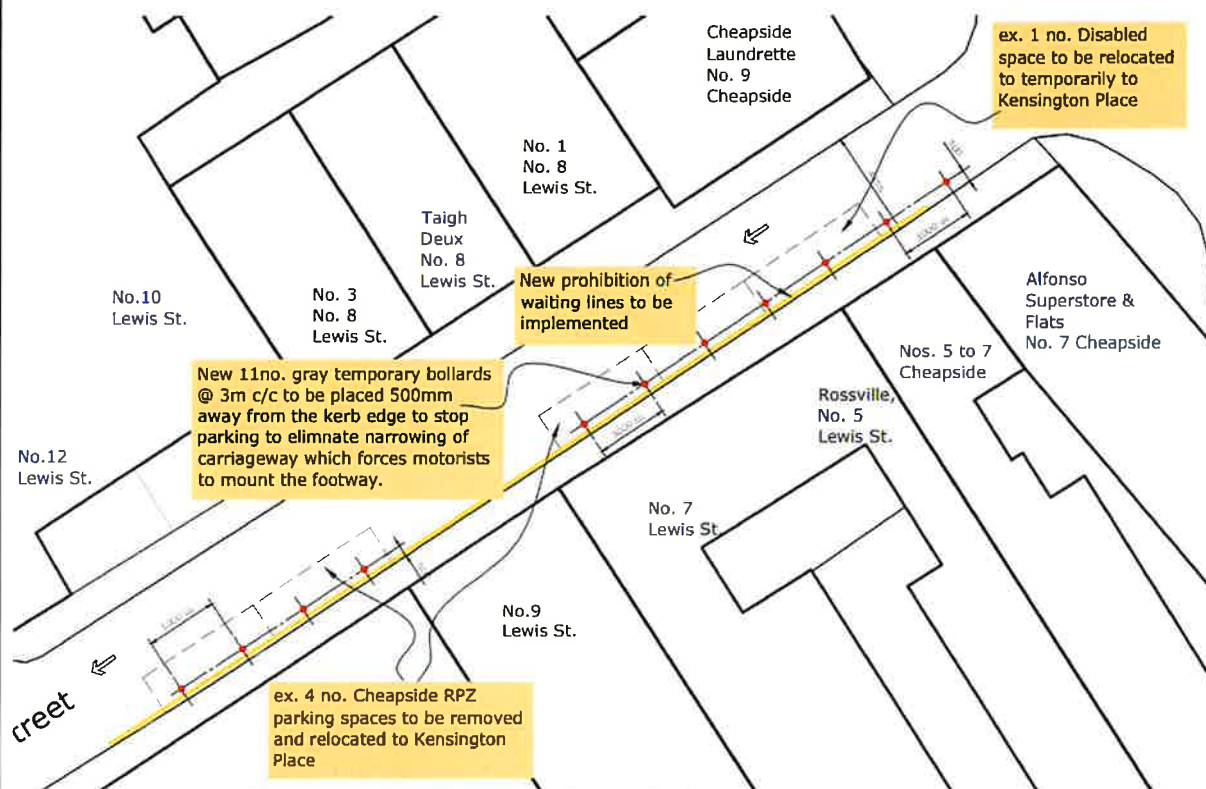 Cheapside
Laundrette
No. 9
Cheapside
ex. 1 no. Disabled
space to be relocated
to temporarily to
Kensington Place
No. 1
No. 8
Lewis St.
Taigh
Deux
No. 8
Lewis St.
No.10
Lewis St.
No. 3
No. 8
Lewis St.
New prohibition of
waiting lines to be
implemented
Alfonso
Superstore &
Flats
No. 7 Cheapside
Nos. 5 to 7
Cheapside
New 11no. gray temporary bollards
@ 3m c/c to be placed 500mm
away from the kerb edge to stop
parking to elimnate narrowing of
carriageway which forces motorists
to mount the footway.
Rossville,
No. 5
Lewis St.
No.12
Lewis St.
No. 7
Lewis St.
No.9
Lewis St.
ex. 4 no. Cheapside RPZ
parking spaces to be removed
and relocated to Kensington
Place
treet